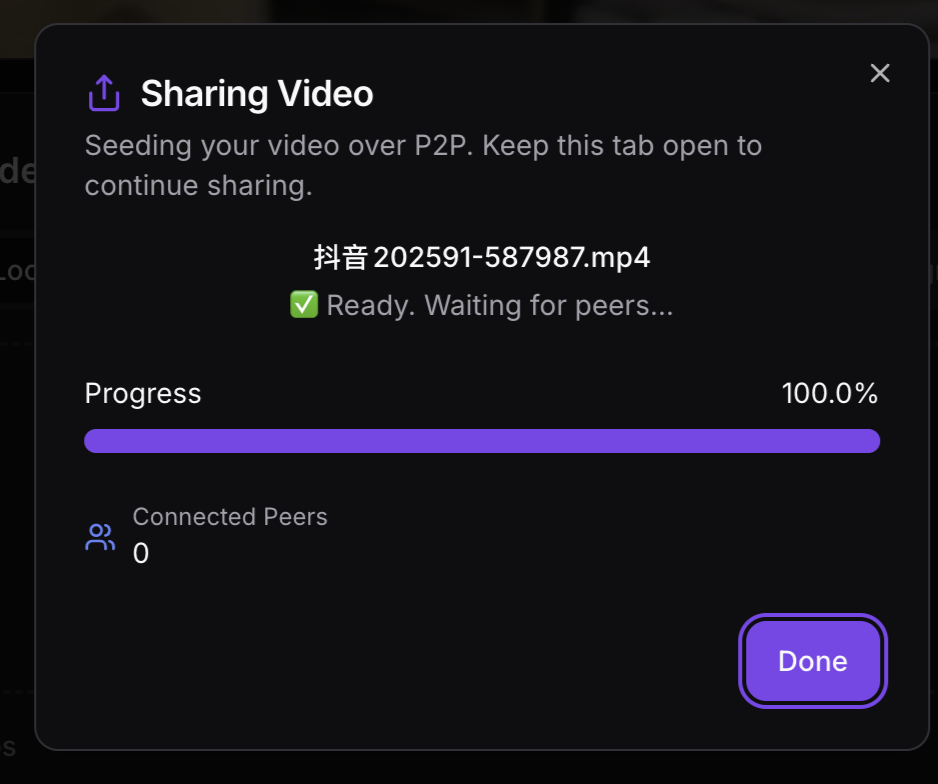 Sharing Video
Seeding your video over P2P. Keep this tab open to
continue sharing.
抖音202591-587987.mp4
✅ Ready. Waiting for peers...
Progress
100.0%
Connected Peers
0
Done